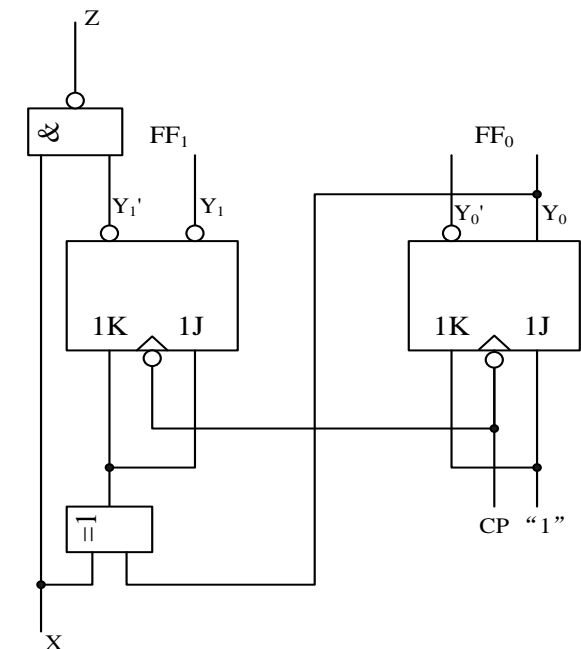 Z
&
FF₁ FF₀
Y₁' Y₁ Y₀' Y₀
1K 1J 1K 1J
=1
CP “1”
X